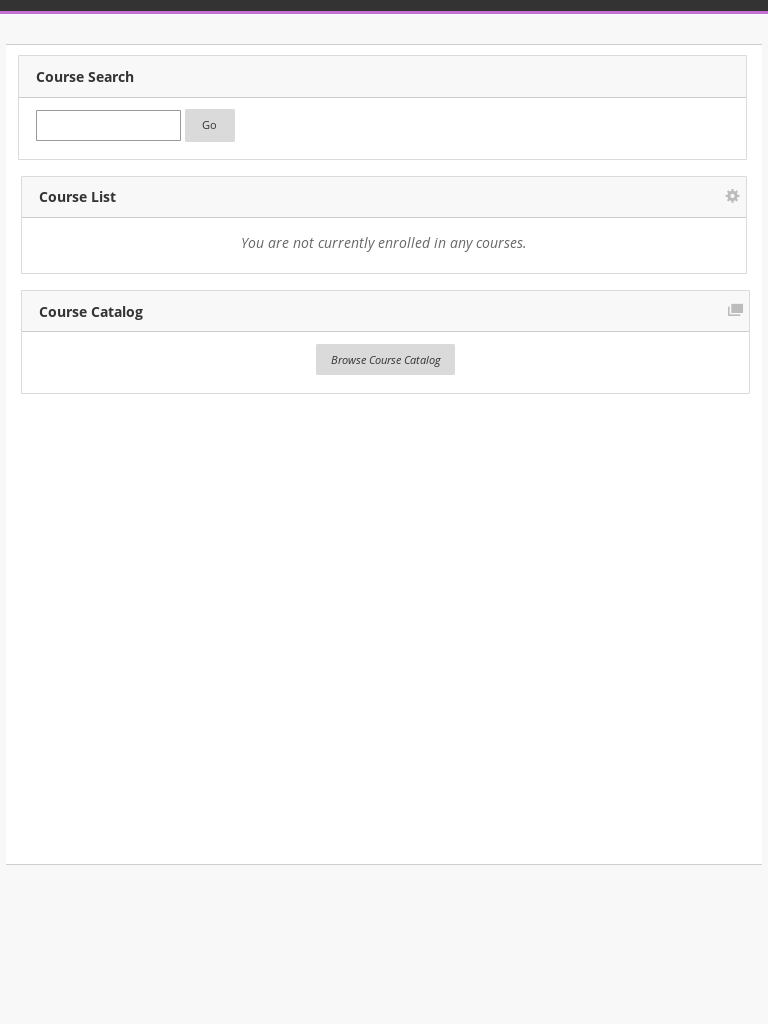 Course Search
Go
Course List
You are not currently enrolled in any courses.
Course Catalog
Browse Course Catalog